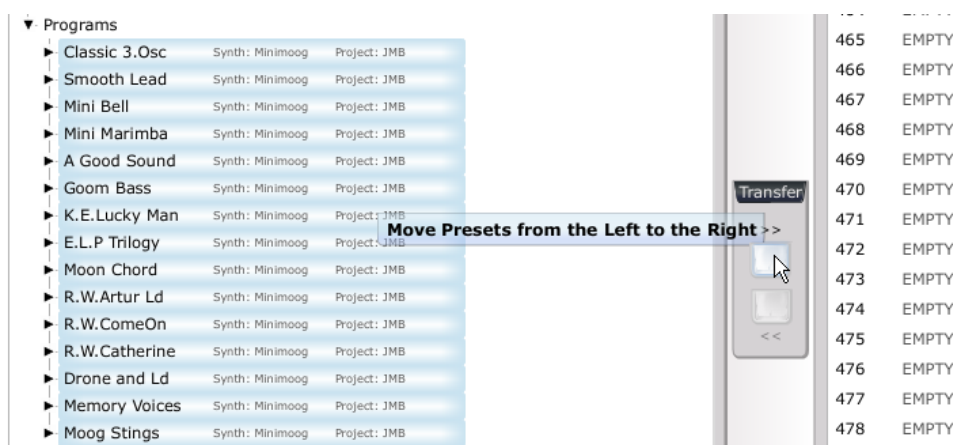 Programs
Classic 3.Osc Synth: Minimoog Project: JMB
Smooth Lead Synth: Minimoog Project: JMB
Mini Bell Synth: Minimoog Project: JMB
Mini Marimba Synth: Minimoog Project: JMB
A Good Sound Synth: Minimoog Project: JMB
Goom Bass Synth: Minimoog Project: JMB
K.E.Lucky Man Synth: Minimoog Project: JMB
E.L.P Trilogy Synth: Minimoog Project: JMB
Moon Chord Synth: Minimoog Project: JMB
R.W.Artur Ld Synth: Minimoog Project: JMB
R.W.ComeOn Synth: Minimoog Project: JMB
R.W.Catherine Synth: Minimoog Project: JMB
Drone and Ld Synth: Minimoog Project: JMB
Memory Voices Synth: Minimoog Project: JMB
Moog Stings Synth: Minimoog Project: JMB
Move Presets from the Left to the Right
Transfer
>>
<<
465 EMPTY
466 EMPTY
467 EMPTY
468 EMPTY
469 EMPTY
470 EMPTY
471 EMPTY
472 EMPTY
473 EMPTY
474 EMPTY
475 EMPTY
476 EMPTY
477 EMPTY
478 EMPTY